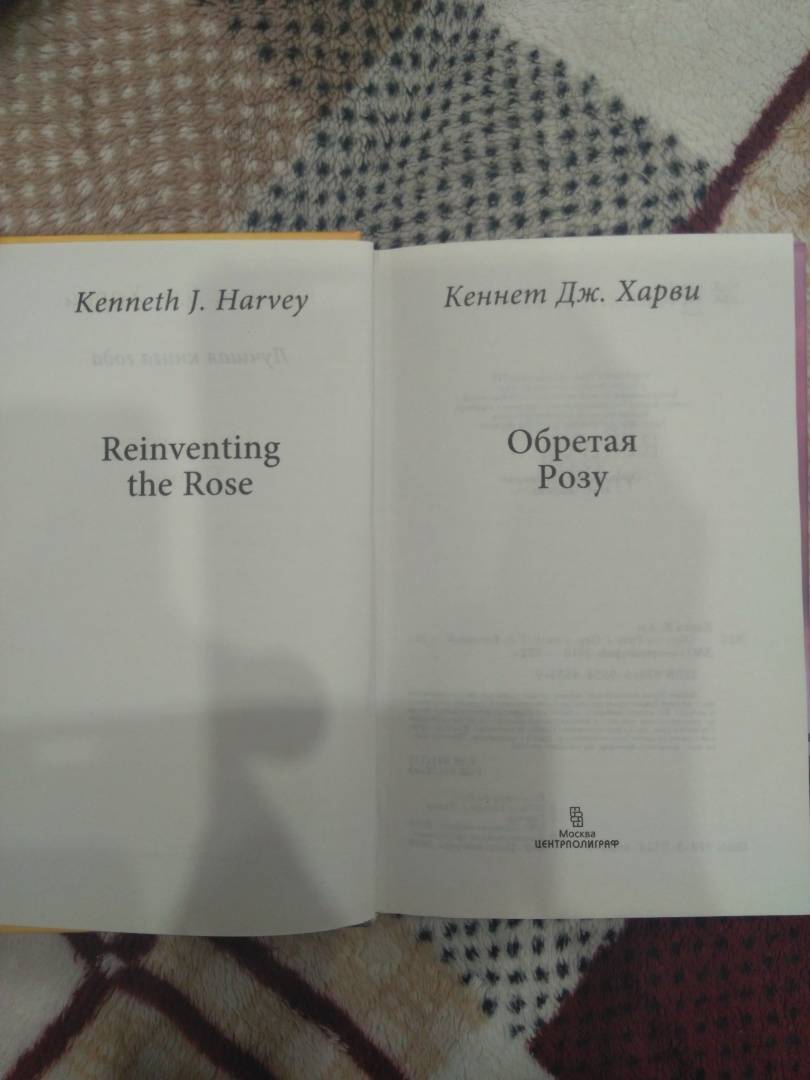 Kenneth J. Harvey
Reinventing
the Rose
Кеннет Дж. Харви
Обретая
Розу
Москва
ЦЕНТРПОЛИГРАФ